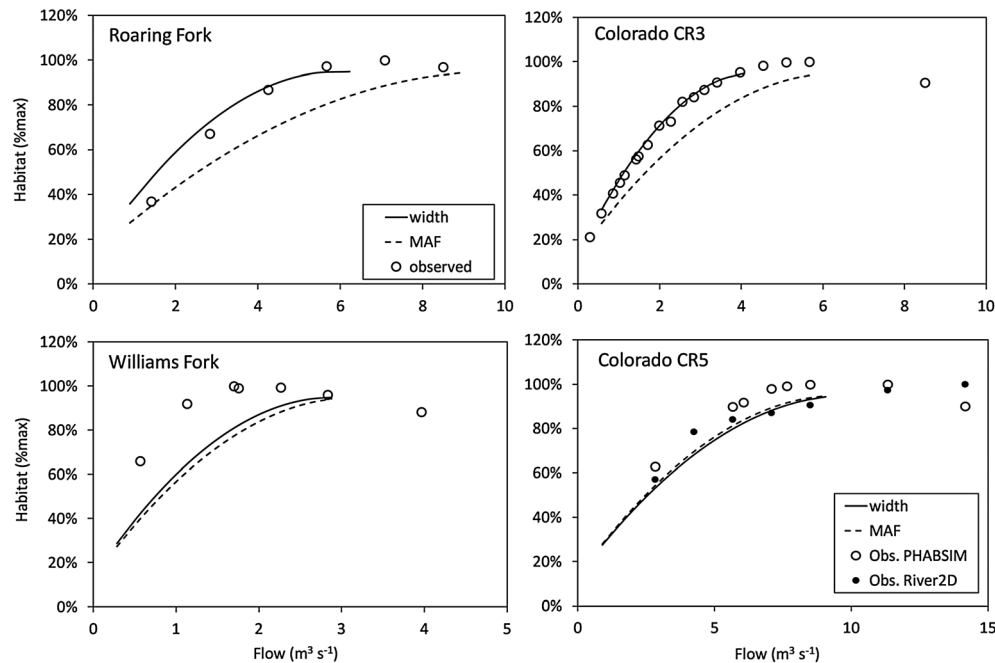 Roaring Fork
Habitat (%max)
120%
100%
80%
60%
40%
20%
0%
0 2 4 6 8 10
width
MAF
observed
Colorado CR3
120%
100%
80%
60%
40%
20%
0%
0 2 4 6 8 10
Williams Fork
Habitat (%max)
120%
100%
80%
60%
40%
20%
0%
0 1 2 3 4 5
Flow (m³ s⁻¹)
Colorado CR5
120%
100%
80%
60%
40%
20%
0%
0 5 10 15
Flow (m³ s⁻¹)
width
MAF
Obs. PHABSIM
Obs. River2D